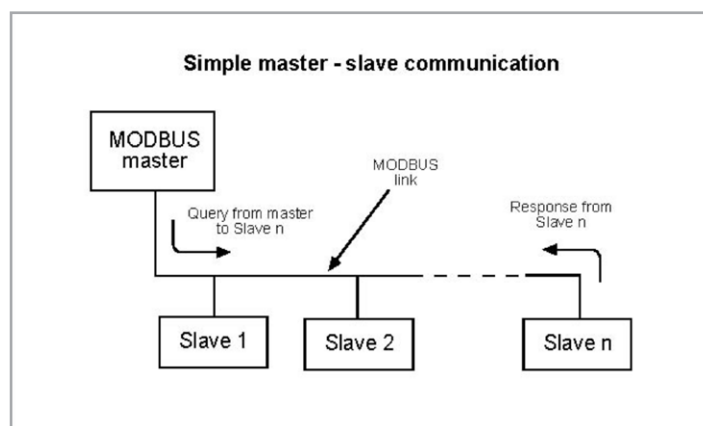 Simple master - slave communication
MODBUS
master
MODBUS
link
Query from master
to Slave n
Response from
Slave n
Slave 1
Slave 2
Slave n